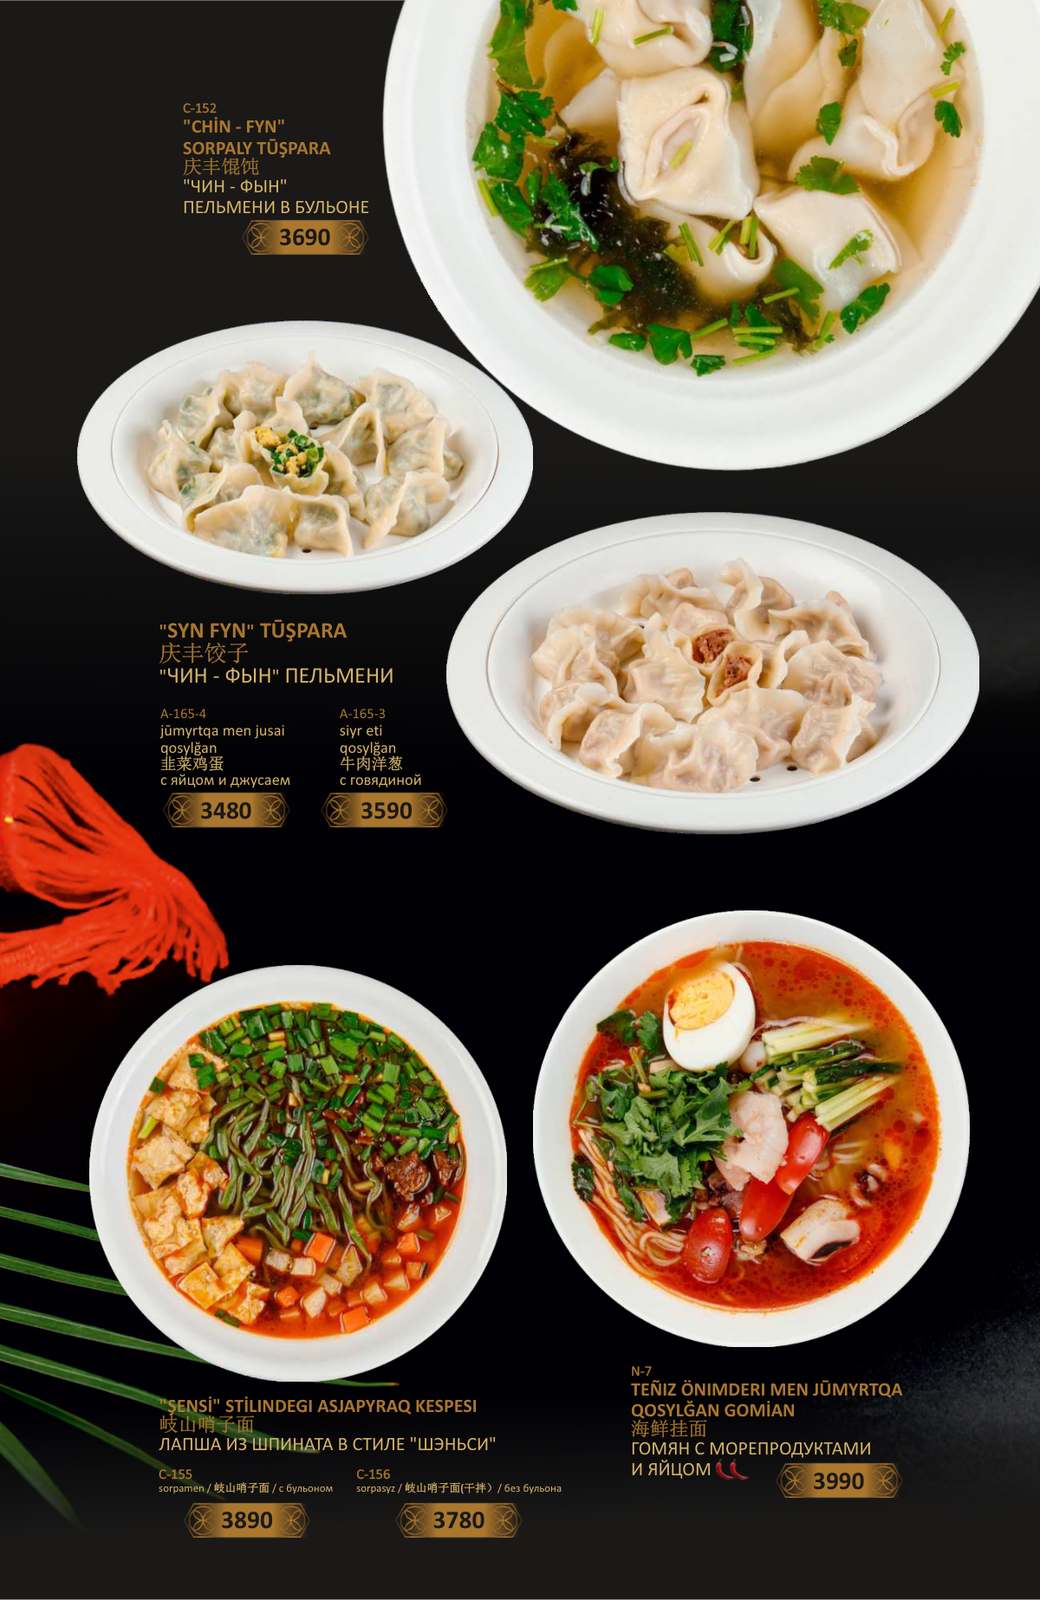 C-152
"CHİN - FYN"
SORPALY TŪŞPARA
庆丰馄饨
"ЧИН - ФЫН"
ПЕЛЬМЕНИ В БУЛЬОНЕ
3690
"SYN FYN" TŪŞPARA
庆丰饺子
"ЧИН - ФЫН" ПЕЛЬМЕНИ
A-165-4
jūmyrtqa men jusai
qosylğan
韭菜鸡蛋
с яйцом и джусаем
3480
A-165-3
siyr eti
qosylğan
牛肉洋葱
с говядиной
3590
"ŞENSİ" STİLINDEGI ASJAPYRAQ KESPESI
岐山哨子面
ЛАПША ИЗ ШПИНАТА В СТИЛЕ "ШЭНЬСИ"
C-155
sorpamen / 岐山哨子面 / с бульоном
3890
C-156
sorpasyz / 岐山哨子面(干拌）/ без бульона
3780
N-7
TEÑIZ ÖNIMDERI MEN JŪMYRTQA
QOSYLĞAN GOMİAN
海鲜挂面
ГОМЯН С МОРЕПРОДУКТАМИ
И ЯЙЦОМ
3990